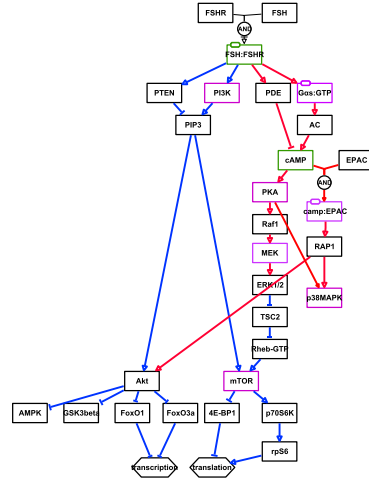 FSHR
FSH
AND
FSH:FSHR
PTEN
PI3K
PDE
Gαs:GTP
PIP3
AC
cAMP
EPAC
AND
PKA
camp:EPAC
Raf1
MEK
RAP1
ERK1/2
p38MAPK
TSC2
Rheb-GTP
Akt
mTOR
AMPK
GSK3beta
FoxO1
FoxO3a
4E-BP1
p70S6K
rpS6
transcription
translation